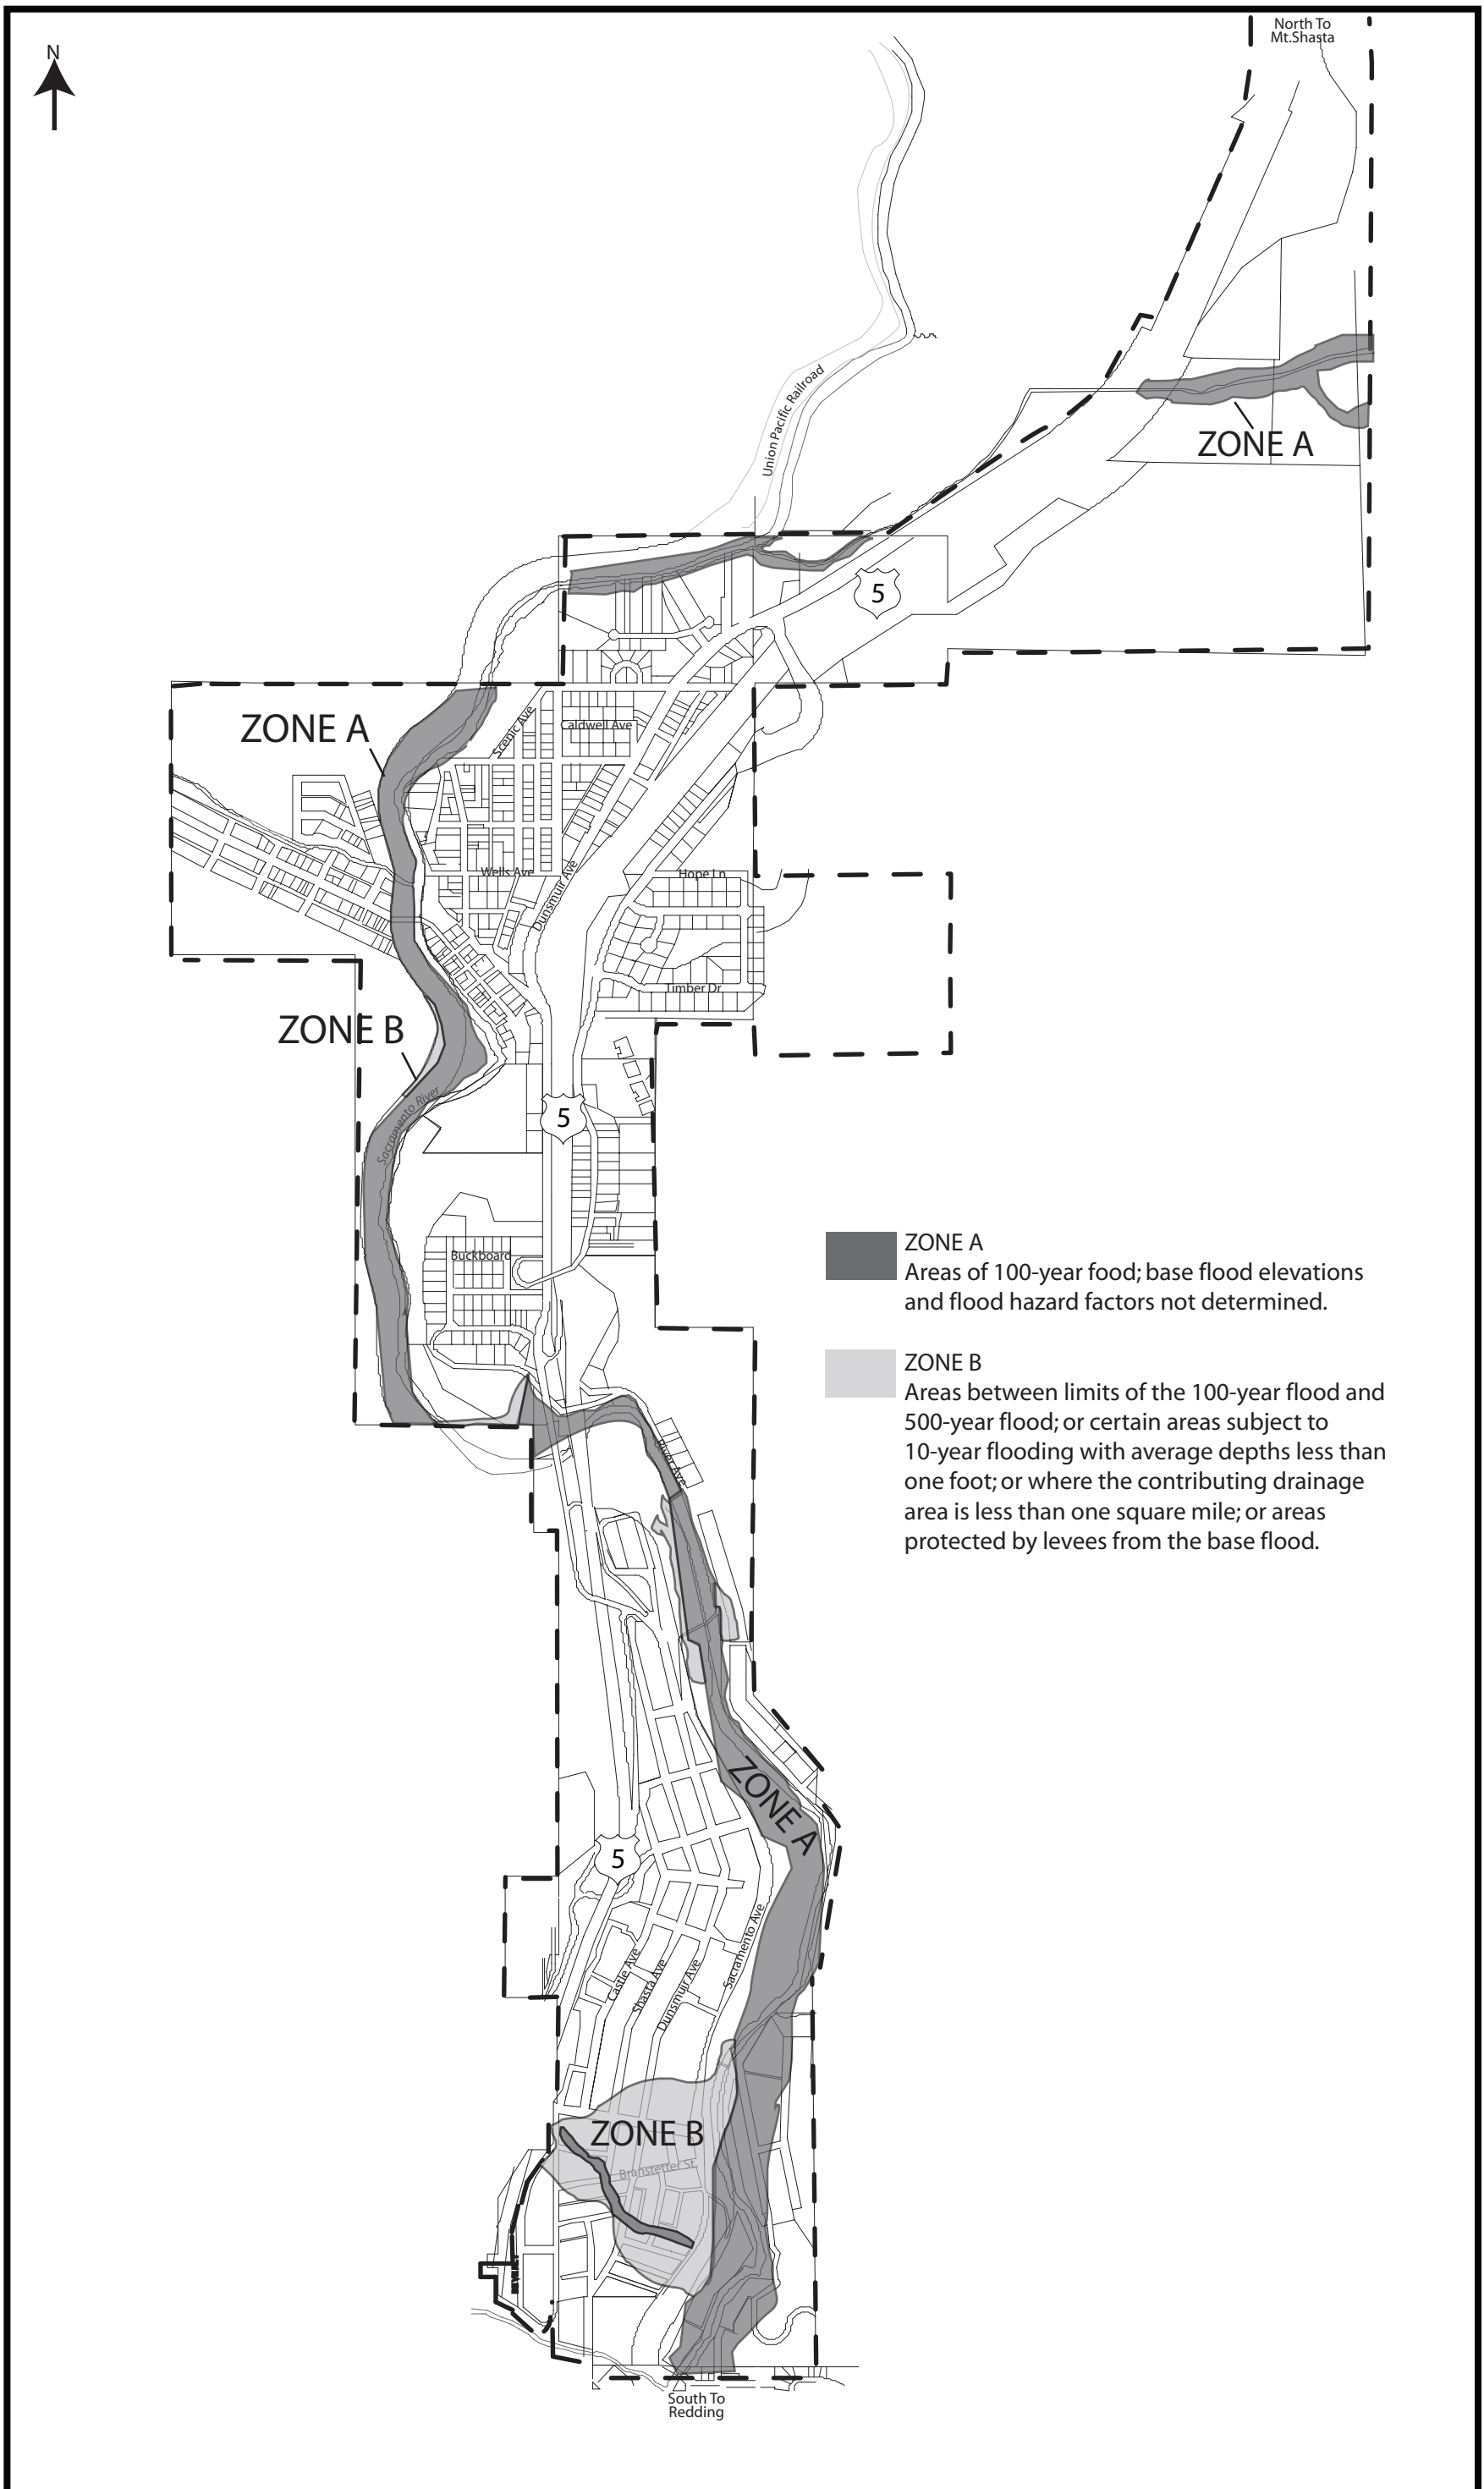 North To
Mt.Shasta
N
Union Pacific Railroad
ZONE A
5
ZONE A
Scenic Ave
Caldwell Ave
Wells Ave
Dunsmuir Ave
Hope Ln
Timber Dr
ZONE B
Sacramento River
5
Buckboard
ZONE A
Areas of 100-year food; base flood elevations
and flood hazard factors not determined.
ZONE B
Areas between limits of the 100-year flood and
500-year flood; or certain areas subject to
10-year flooding with average depths less than
one foot; or where the contributing drainage
area is less than one square mile; or areas
protected by levees from the base flood.
River Ave
ZONE A
5
Castle Ave
Shasta Ave
Dunsmuir Ave
Sacramento Ave
ZONE B
Branstetter St.
South To
Redding